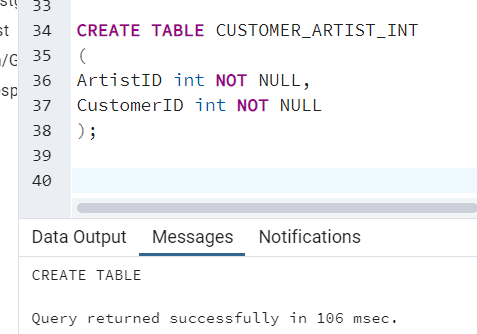 33
34 CREATE TABLE CUSTOMER_ARTIST_INT
35 (
36 ArtistID int NOT NULL,
37 CustomerID int NOT NULL
38 );
39
40
Data Output Messages Notifications
CREATE TABLE
Query returned successfully in 106 msec.